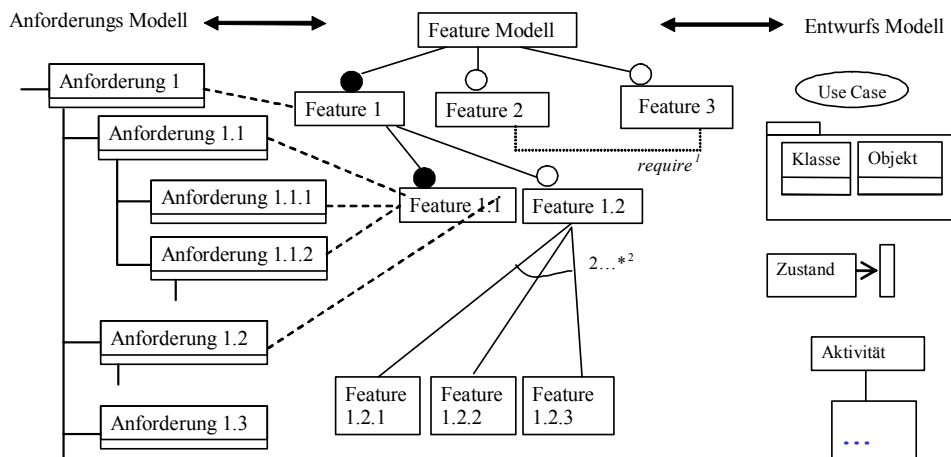 Anforderungs Modell
Feature Modell
Entwurfs Modell
Anforderung 1
Feature 1
Feature 2
Feature 3
Use Case
Anforderung 1.1
require 1
Klasse
Objekt
Anforderung 1.1.1
Feature 1.1
Feature 1.2
Anforderung 1.1.2
2…* 2
Zustand
Anforderung 1.2
Aktivität
Feature
1.2.1
Feature
1.2.2
Feature
1.2.3
Anforderung 1.3
...